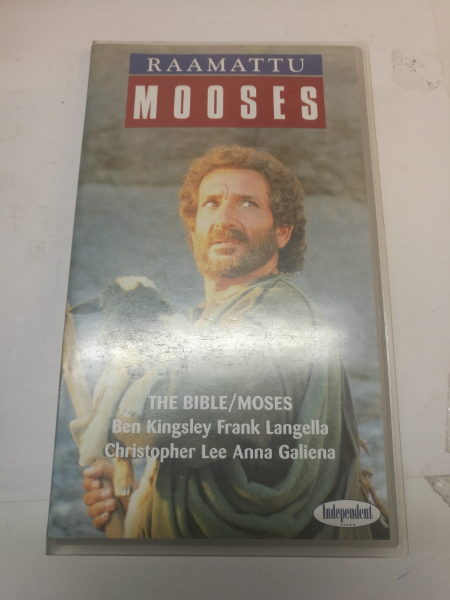 RAAMATTU
MOOSES
THE BIBLE/MOSES
Ben Kingsley Frank Langella
Christopher Lee Anna Galiena
Independent